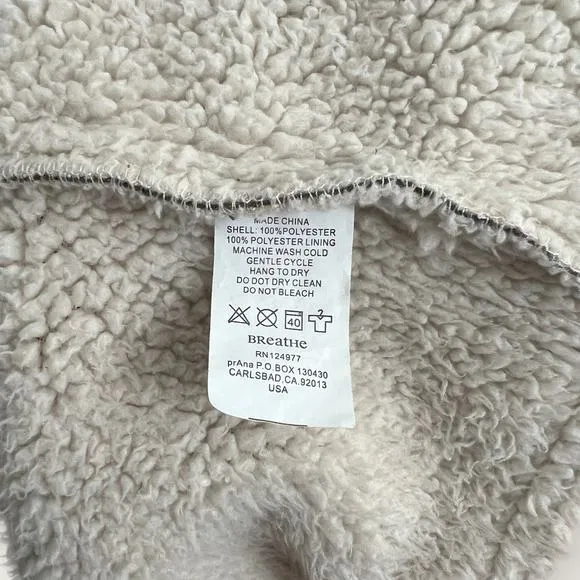 MADE CHINA
SHELL: 100%POLYESTER
100% POLYESTER LINING
MACHINE WASH COLD
GENTLE CYCLE
HANG TO DRY
DO DOT DRY CLEAN
DO NOT BLEACH
40
BReatHe
RN124977
prAna P.O.BOX 130430
CARLSBAD,CA.92013
USA